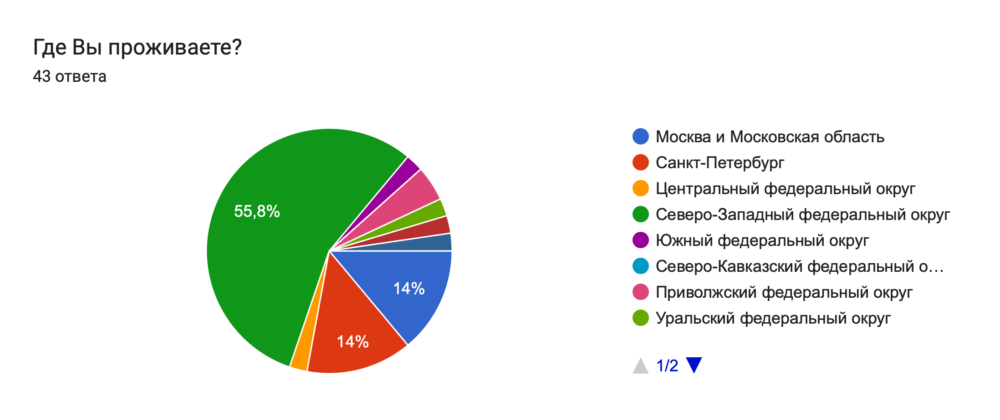 Где Вы проживаете?
43 ответа
55,8%
14%
14%
Москва и Московская область
Санкт-Петербург
Центральный федеральный округ
Северо-Западный федеральный округ
Южный федеральный округ
Северо-Кавказский федеральный о...
Приволжский федеральный округ
Уральский федеральный округ
1/2